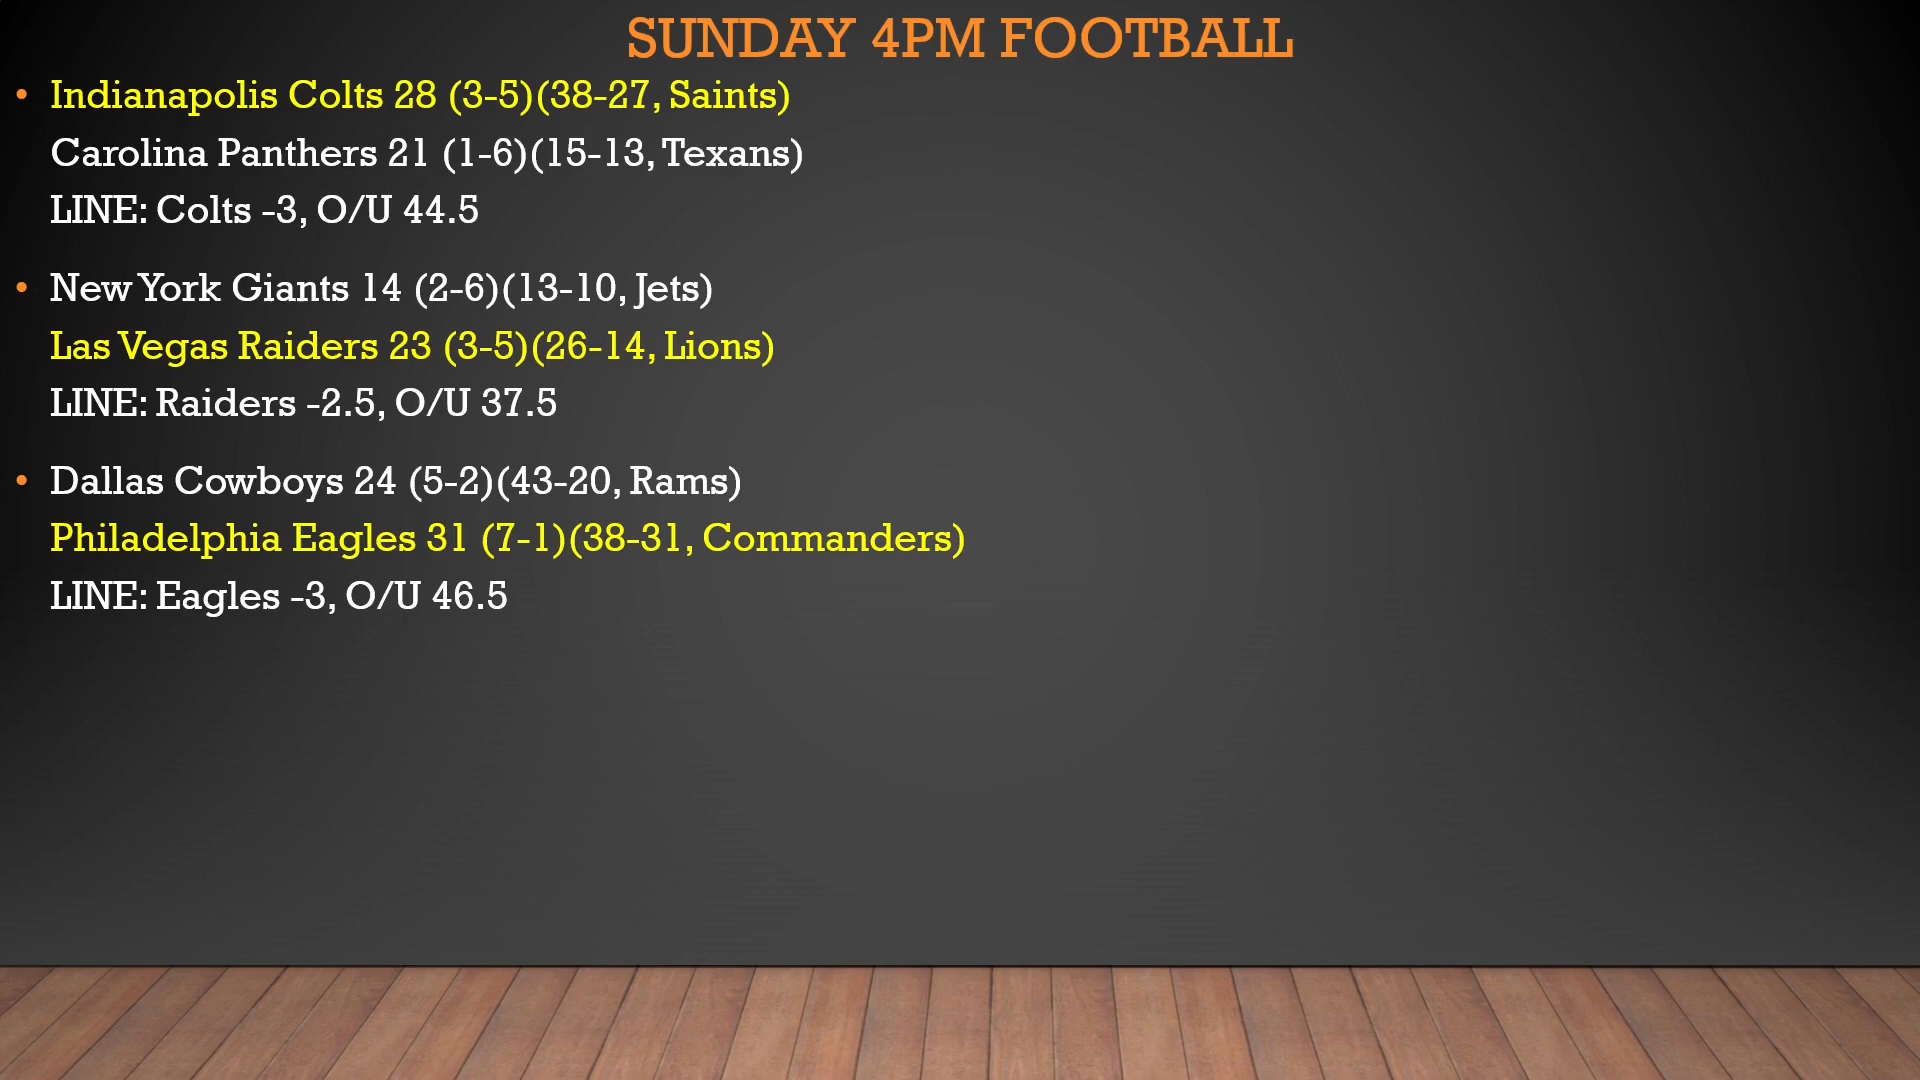 SUNDAY 4PM FOOTBALL
• Indianapolis Colts 28 (3-5)(38-27, Saints)
Carolina Panthers 21 (1-6)(15-13, Texans)
LINE: Colts -3, O/U 44.5
• New York Giants 14 (2-6)(13-10, Jets)
Las Vegas Raiders 23 (3-5)(26-14, Lions)
LINE: Raiders -2.5, O/U 37.5
• Dallas Cowboys 24 (5-2)(43-20, Rams)
Philadelphia Eagles 31 (7-1)(38-31, Commanders)
LINE: Eagles -3, O/U 46.5